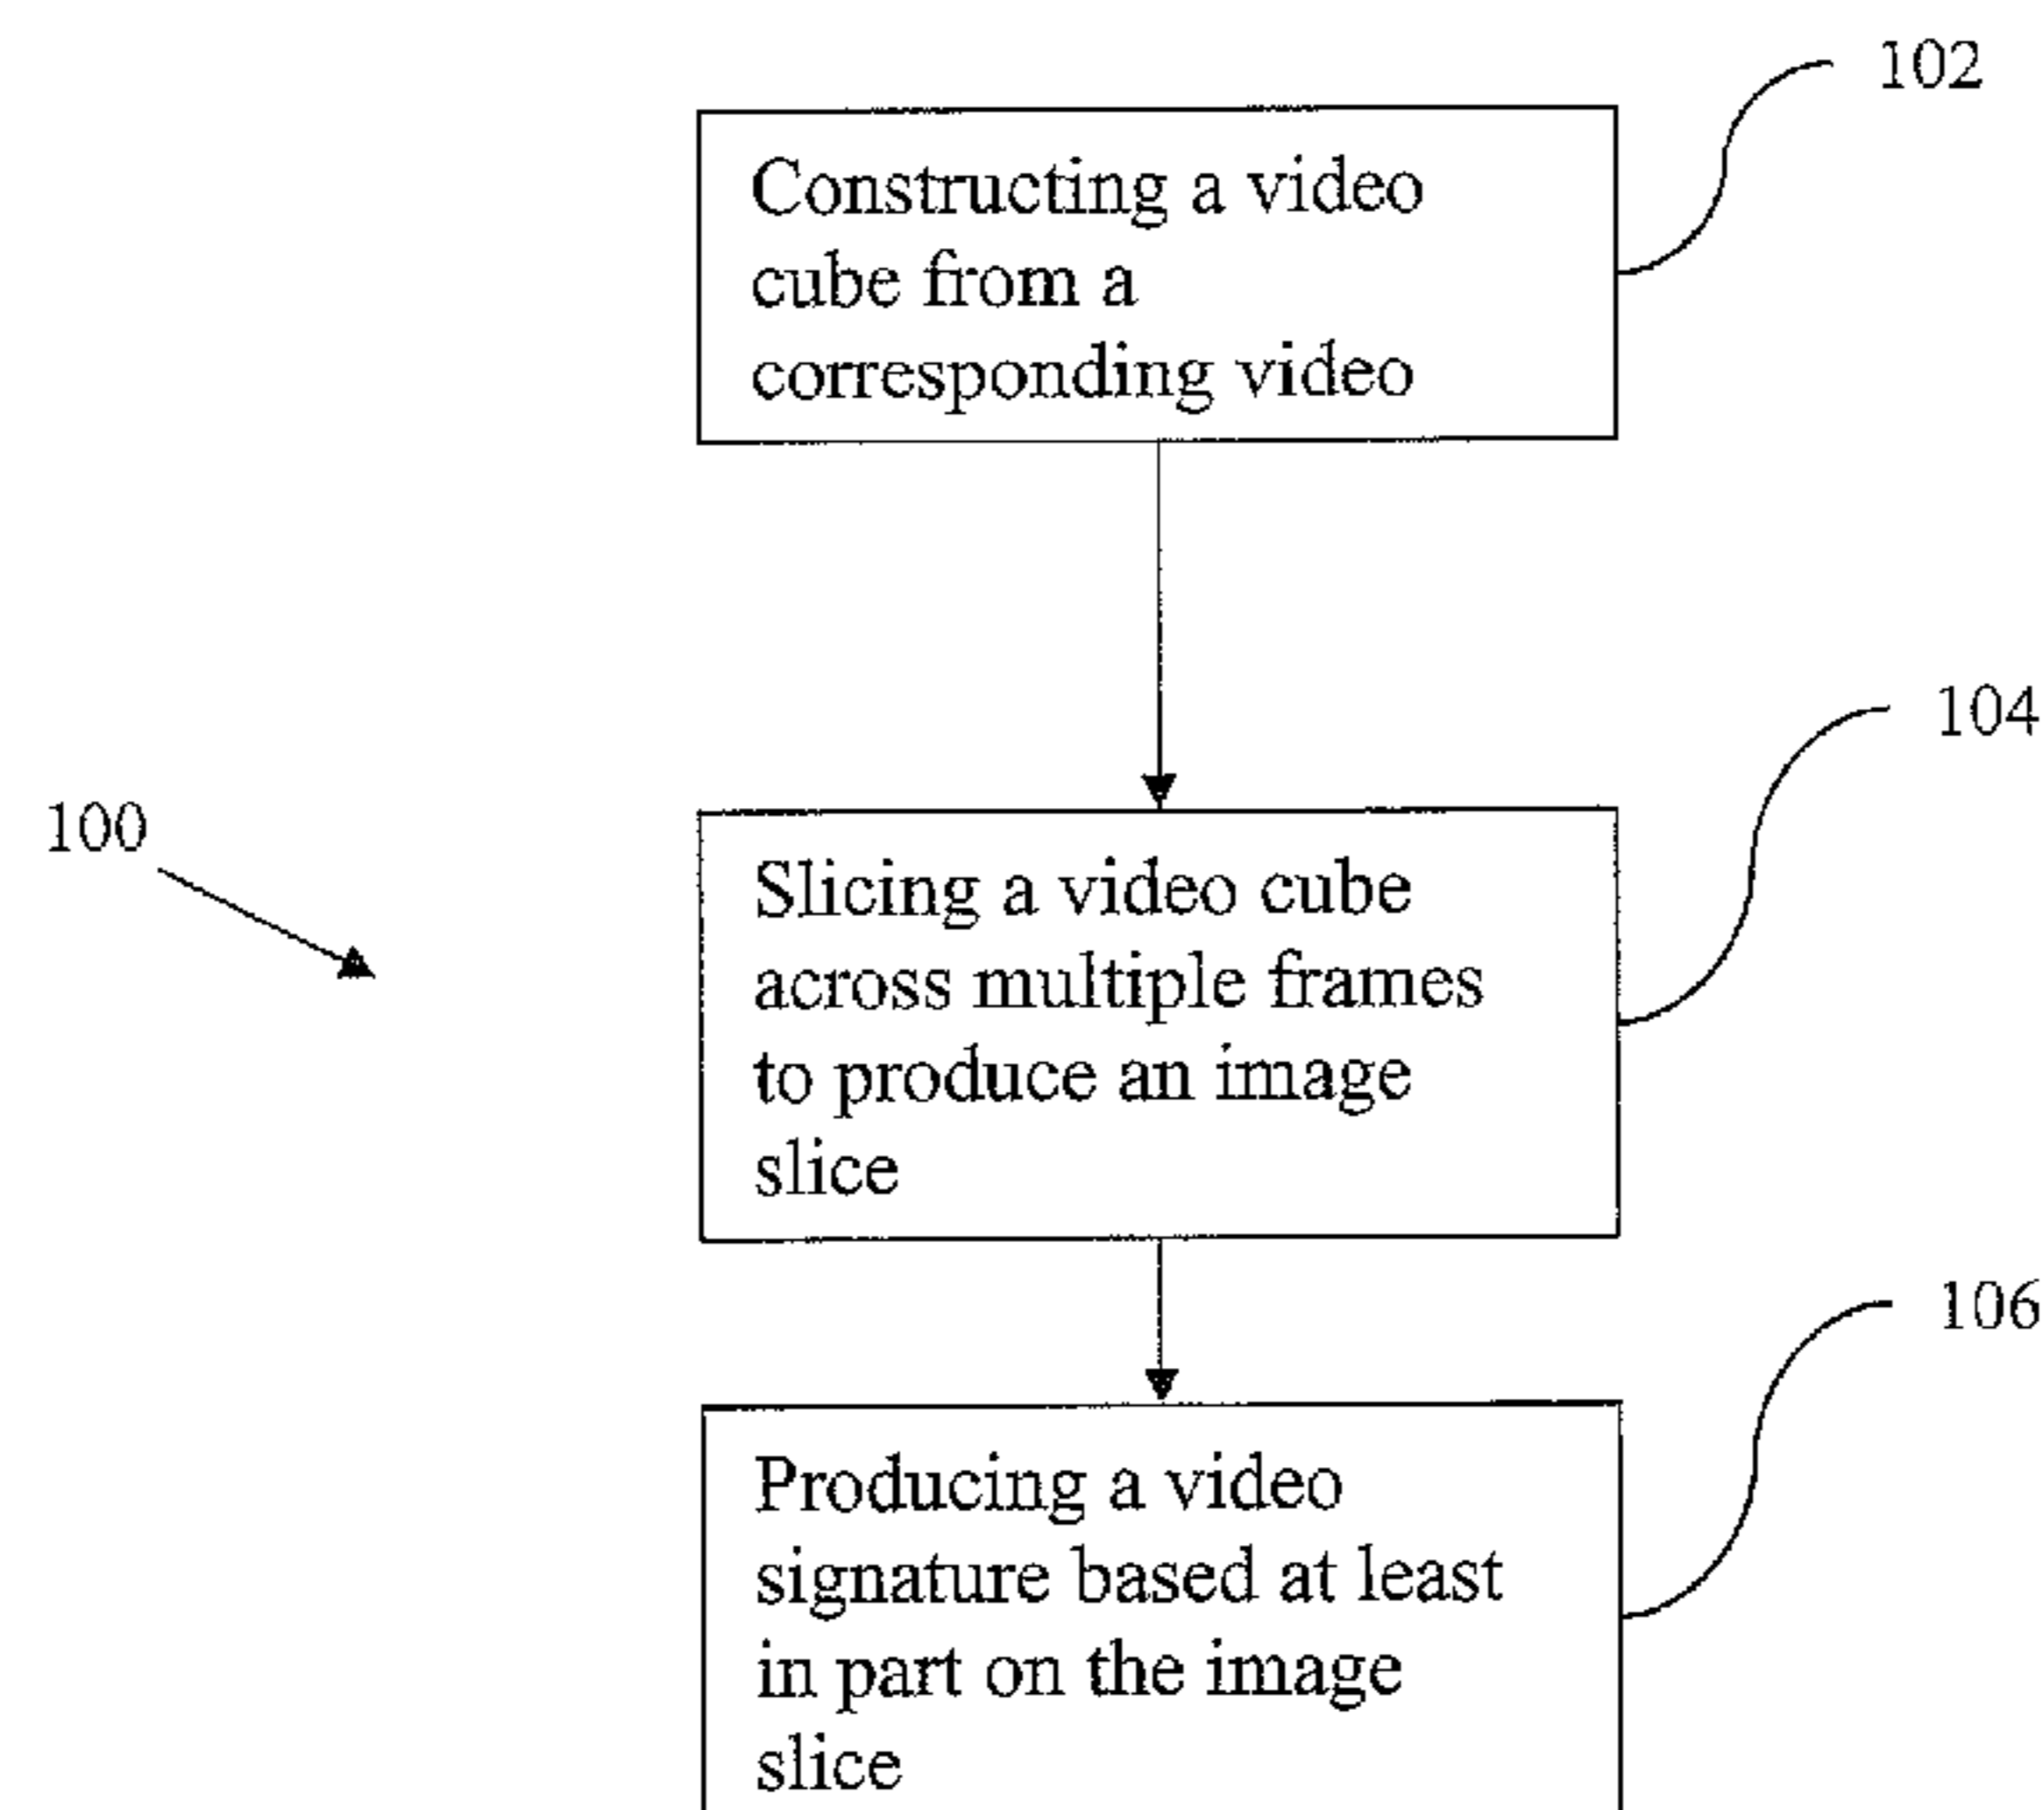 102
Constructing a video
cube from a
corresponding video
104
100
Slicing a video cube
across multiple frames
to produce an image
slice
106
Producing a video
signature based at least
in part on the image
slice